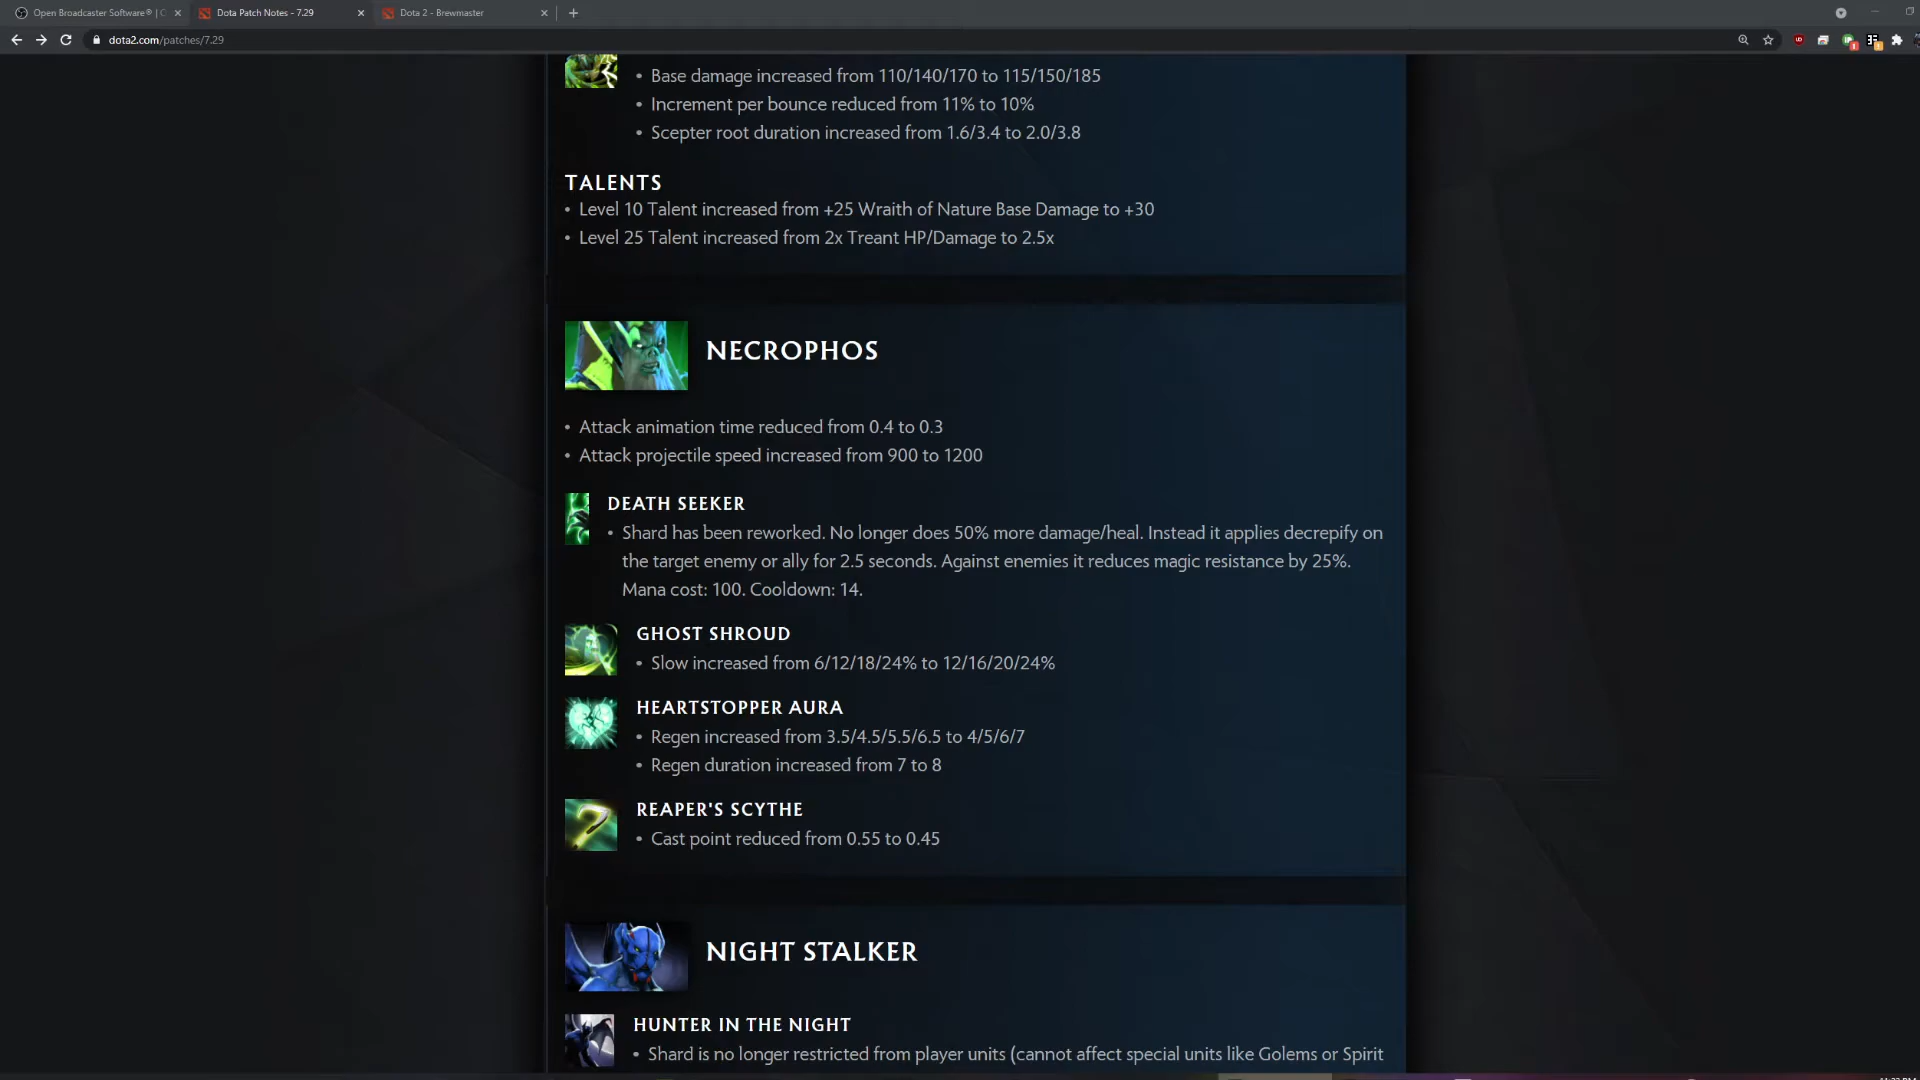 Open Broadcaster Software® |
Dota Patch Notes - 7.29
Dota 2 - Brewmaster
dota2.com/patches/7.29
• Base damage increased from 110/140/170 to 115/150/185
• Increment per bounce reduced from 11% to 10%
• Scepter root duration increased from 1.6/3.4 to 2.0/3.8
TALENTS
• Level 10 Talent increased from +25 Wraith of Nature Base Damage to +30
• Level 25 Talent increased from 2x Treant HP/Damage to 2.5x
NECROPHOS
• Attack animation time reduced from 0.4 to 0.3
• Attack projectile speed increased from 900 to 1200
DEATH SEEKER
• Shard has been reworked. No longer does 50% more damage/heal. Instead it applies decrepify on
the target enemy or ally for 2.5 seconds. Against enemies it reduces magic resistance by 25%.
Mana cost: 100. Cooldown: 14.
GHOST SHROUD
• Slow increased from 6/12/18/24% to 12/16/20/24%
HEARTSTOPPER AURA
• Regen increased from 3.5/4.5/5.5/6.5 to 4/5/6/7
• Regen duration increased from 7 to 8
REAPER'S SCYTHE
• Cast point reduced from 0.55 to 0.45
NIGHT STALKER
HUNTER IN THE NIGHT
• Shard is no longer restricted from player units (cannot affect special units like Golems or Spirit